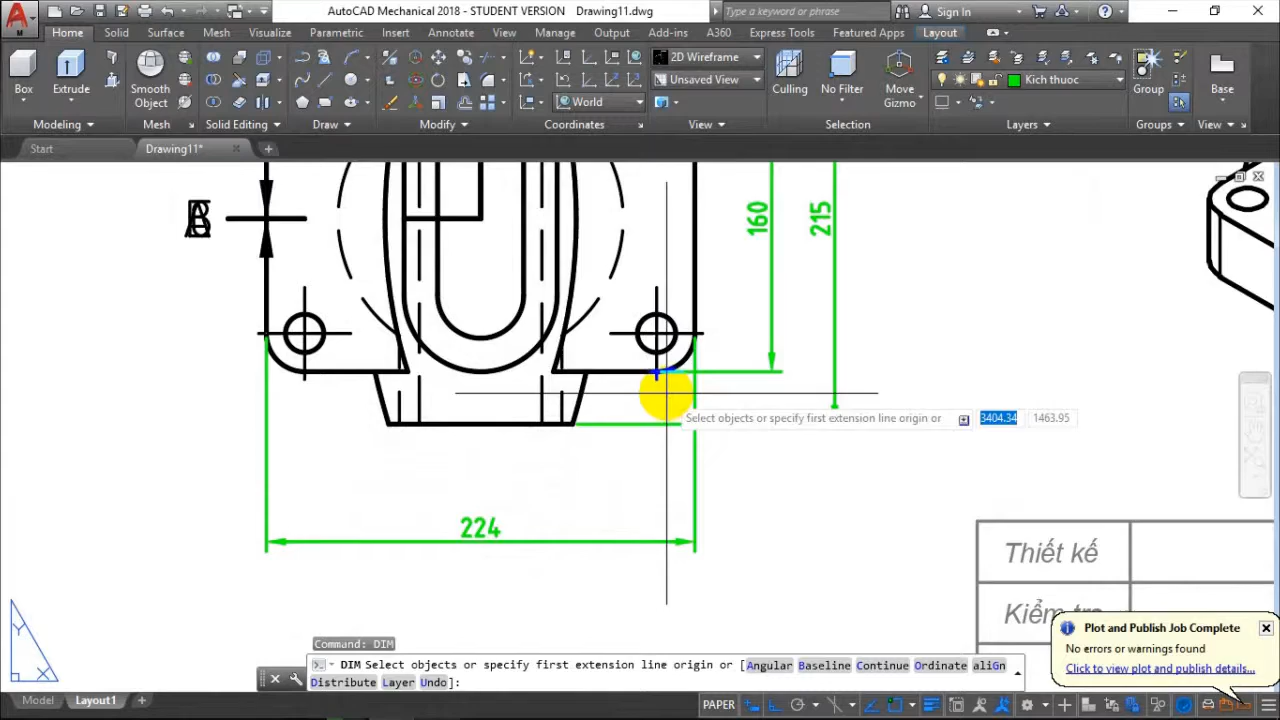 AutoCAD Mechanical 2018 - STUDENT VERSION Drawing11.dwg
Type a keyword or phrase
Sign In
Home Solid Surface Mesh Visualize Parametric Insert Annotate View Manage Output Add-ins A360 Express Tools Featured Apps Layout
2D Wireframe
Unsaved View
World
Kich thuoc
Box Extrude Smooth Object Culling No Filter Move Gizmo Group Base
Modeling Mesh Solid Editing Draw Modify Coordinates View Selection Layers Groups View
Start Drawing11*
160
215
Select objects or specify first extension line origin or 3404.34 1463.95
224
Thiết kế
Kiểm tra
Plot and Publish Job Complete
No errors or warnings found
Click to view plot and publish details...
Command: DIM
DIM Select objects or specify first extension line origin or [Angular Baseline Continue Ordinate aliGn
Distribute Layer Undo]:
Y
X
Model Layout1
PAPER